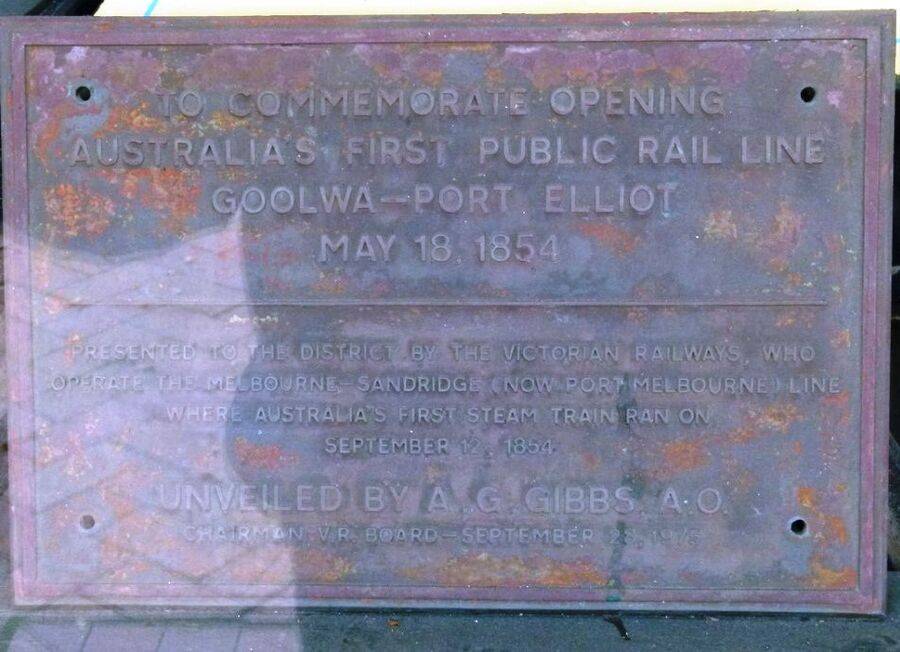 TO COMMEMORATE OPENING
AUSTRALIA'S FIRST PUBLIC RAIL LINE
GOOLWA—PORT ELLIOT
MAY 18, 1854
PRESENTED TO THE DISTRICT BY THE VICTORIAN RAILWAYS, WHO
OPERATE THE MELBOURNE—SANDRIDGE (NOW PORT MELBOURNE) LINE
WHERE AUSTRALIA'S FIRST STEAM TRAIN RAN ON
SEPTEMBER 12, 1854
UNVEILED BY A. G. GIBBS, A.O.
CHAIRMAN V.R. BOARD—SEPTEMBER 1975